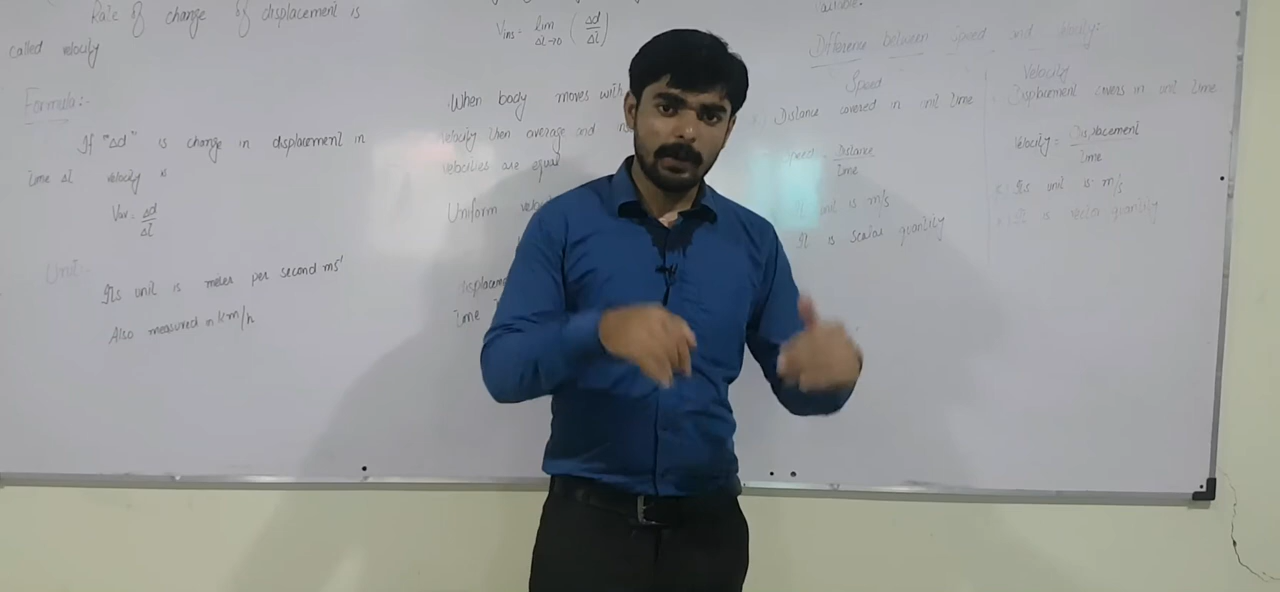 Rate of change of displacement is
called velocity
Formula:-
If "Δd" is change in displacement in
time Δt velocity is
Vav = Δd/Δt
Unit:-
Its unit is meter per second ms⁻¹
Also measured in km/h
Vins = lim Δt→0 (Δd/Δt)
When body moves with
velocity then average and
velocities are equal
Uniform
time
Difference between Speed and velocity:
Speed
Distance covered in unit time
Speed = Distance/time
unit is m/s
It is scalar quantity
Velocity
Displacement covers in unit time
Velocity = Displacement/time
Its unit is m/s
It is vector quantity